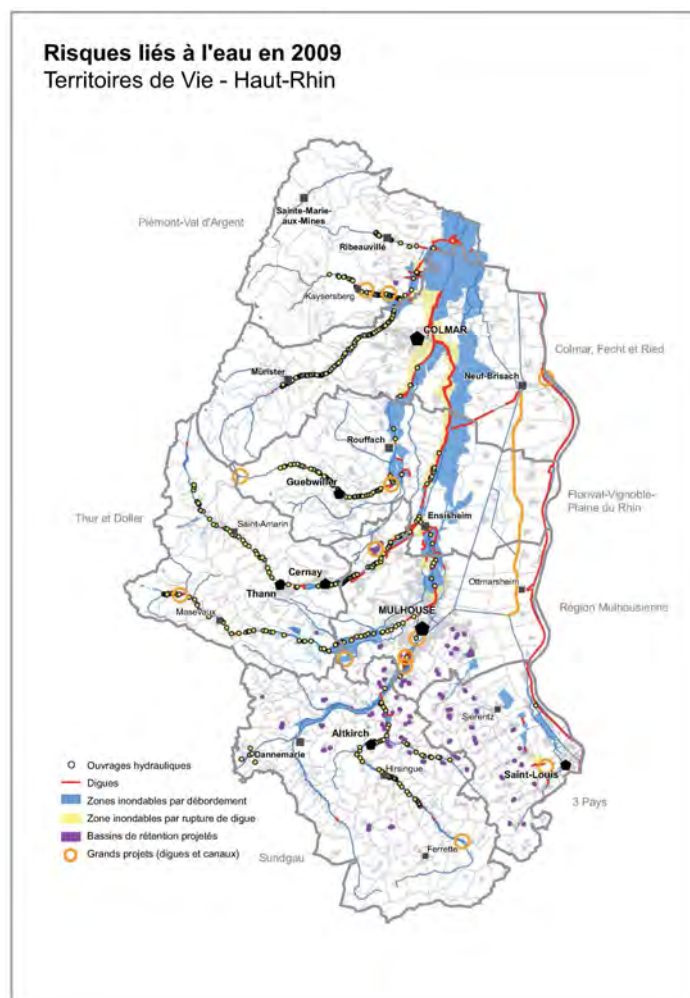 Risques liés à l'eau en 2009
Territoires de Vie - Haut-Rhin
Sainte-Marie-
aux-Mines
Piémont-Val d'Argent
Ribeauvillé
Kaysersberg
COLMAR
Colmar, Fecht et Ried
Munster
Neuf-Brisach
Rouffach
Guebwiller
Florival-Vignoble-
Plaine du Rhin
Thur et Doller
Saint-Amarin
Ensisheim
Cernay
Ottmarsheim
Thann
Région Mulhousienne
Masevaux
MULHOUSE
Sierentz
Altkirch
Dannemarie
Hirsingue
Saint-Louis
3 Pays
Ferrette
Sundgau
Ouvrages hydrauliques
Digues
Zones inondables par débordement
Zone inondables par rupture de digue
Bassins de rétention projetés
Grands projets (digues et canaux)